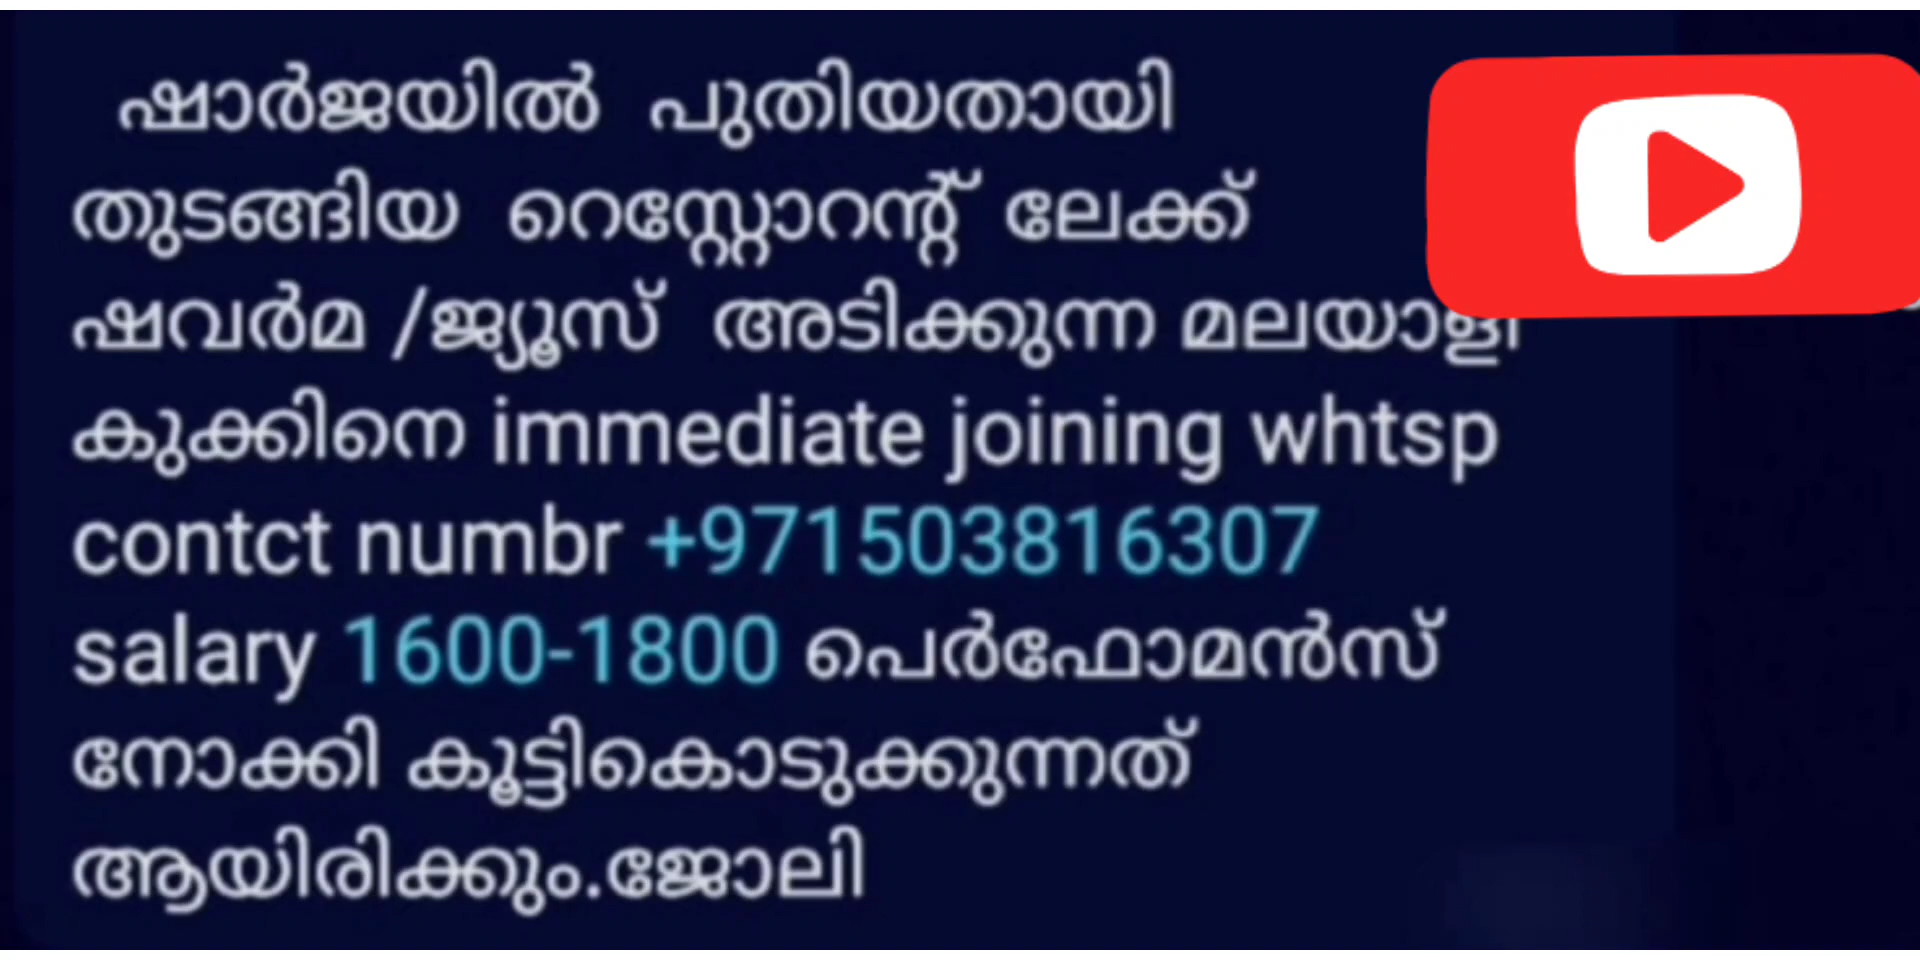 ഷാർജയിൽ പുതിയതായി
തുടങ്ങിയ റെസ്റ്റോറന്റ് ലേക്ക്
ഷവർമ /ജ്യൂസ് അടിക്കുന്ന മലയാളി
കുക്കിനെ immediate joining whtsp
contct numbr +971503816307
salary 1600-1800 പെർഫോമൻസ്
നോക്കി കൂട്ടികൊടുക്കുന്നത്
ആയിരിക്കും.ജോലി